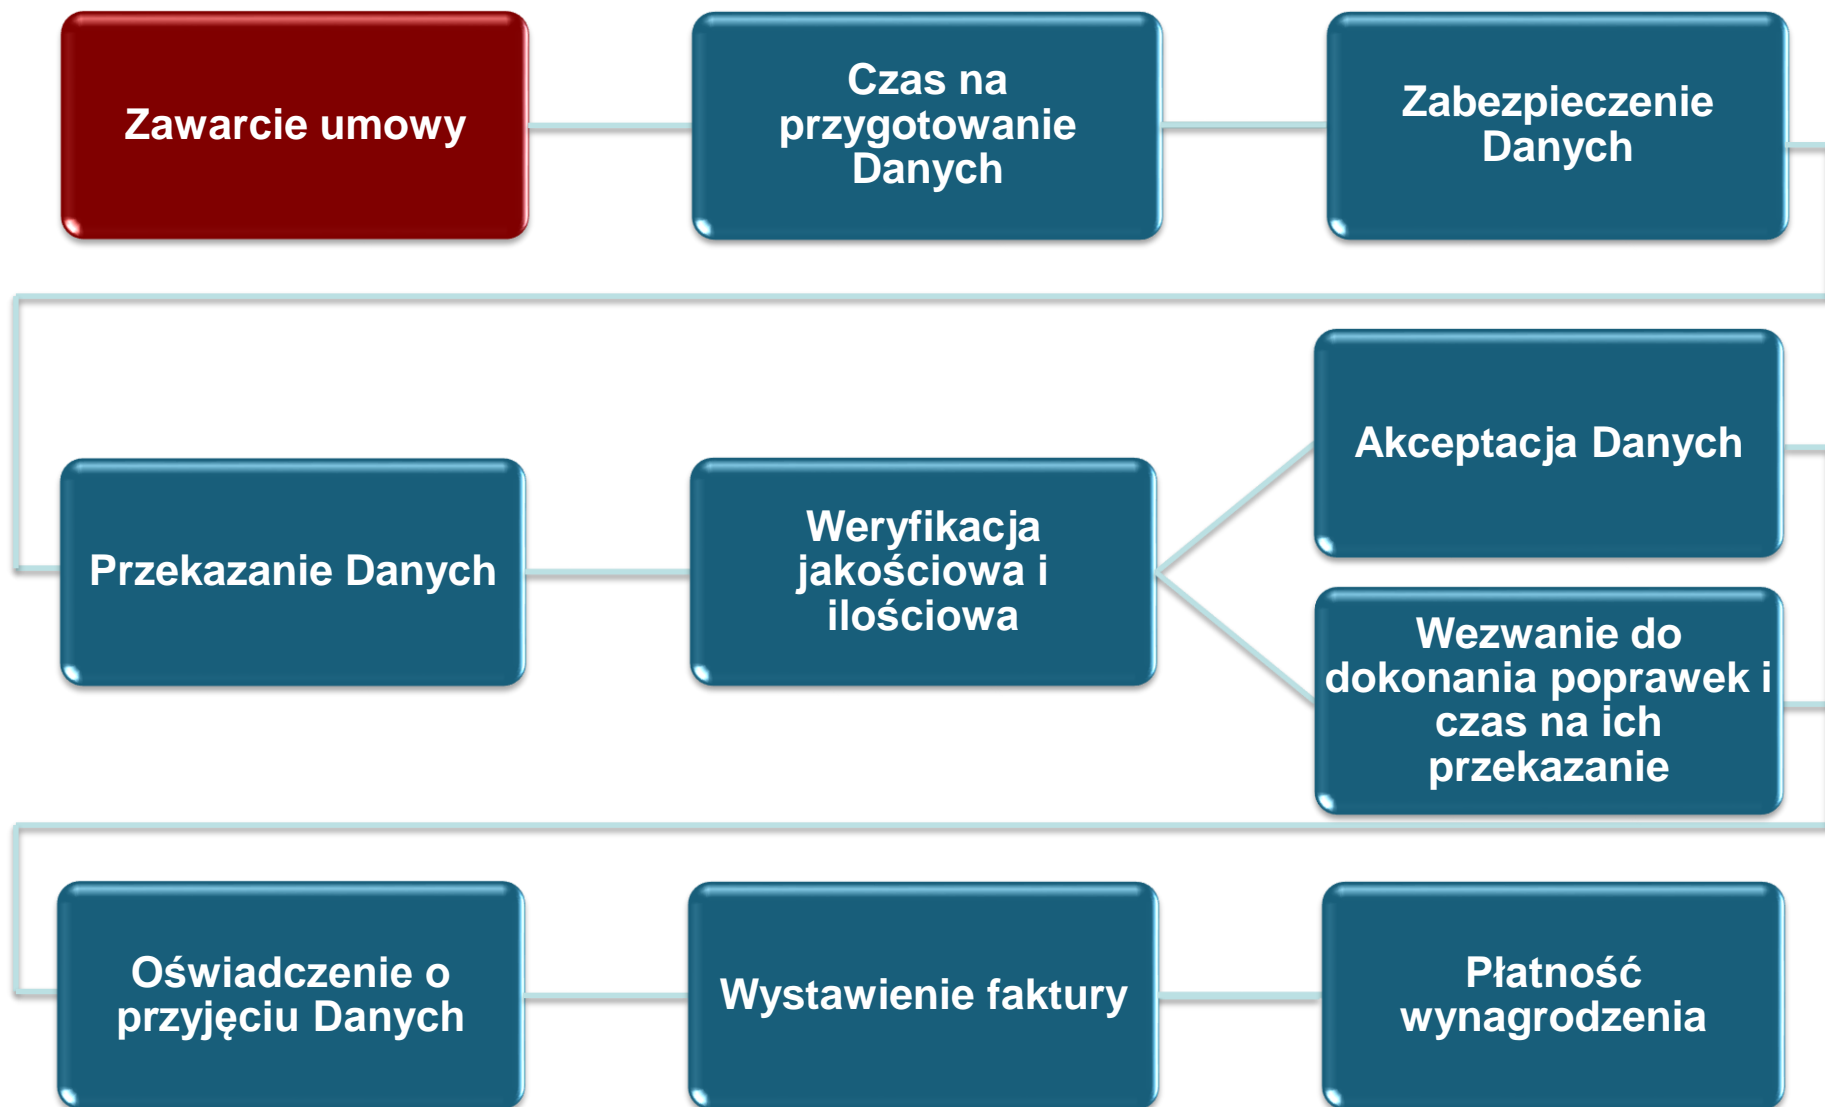 Zawarcie umowy
Czas na
przygotowanie
Danych
Zabezpieczenie
Danych
Przekazanie Danych
Weryfikacja
jakościowa i
ilościowa
Akceptacja Danych
Wezwanie do
dokonania poprawek i
czas na ich
przekazanie
Oświadczenie o
przyjęciu Danych
Wystawienie faktury
Płatność
wynagrodzenia